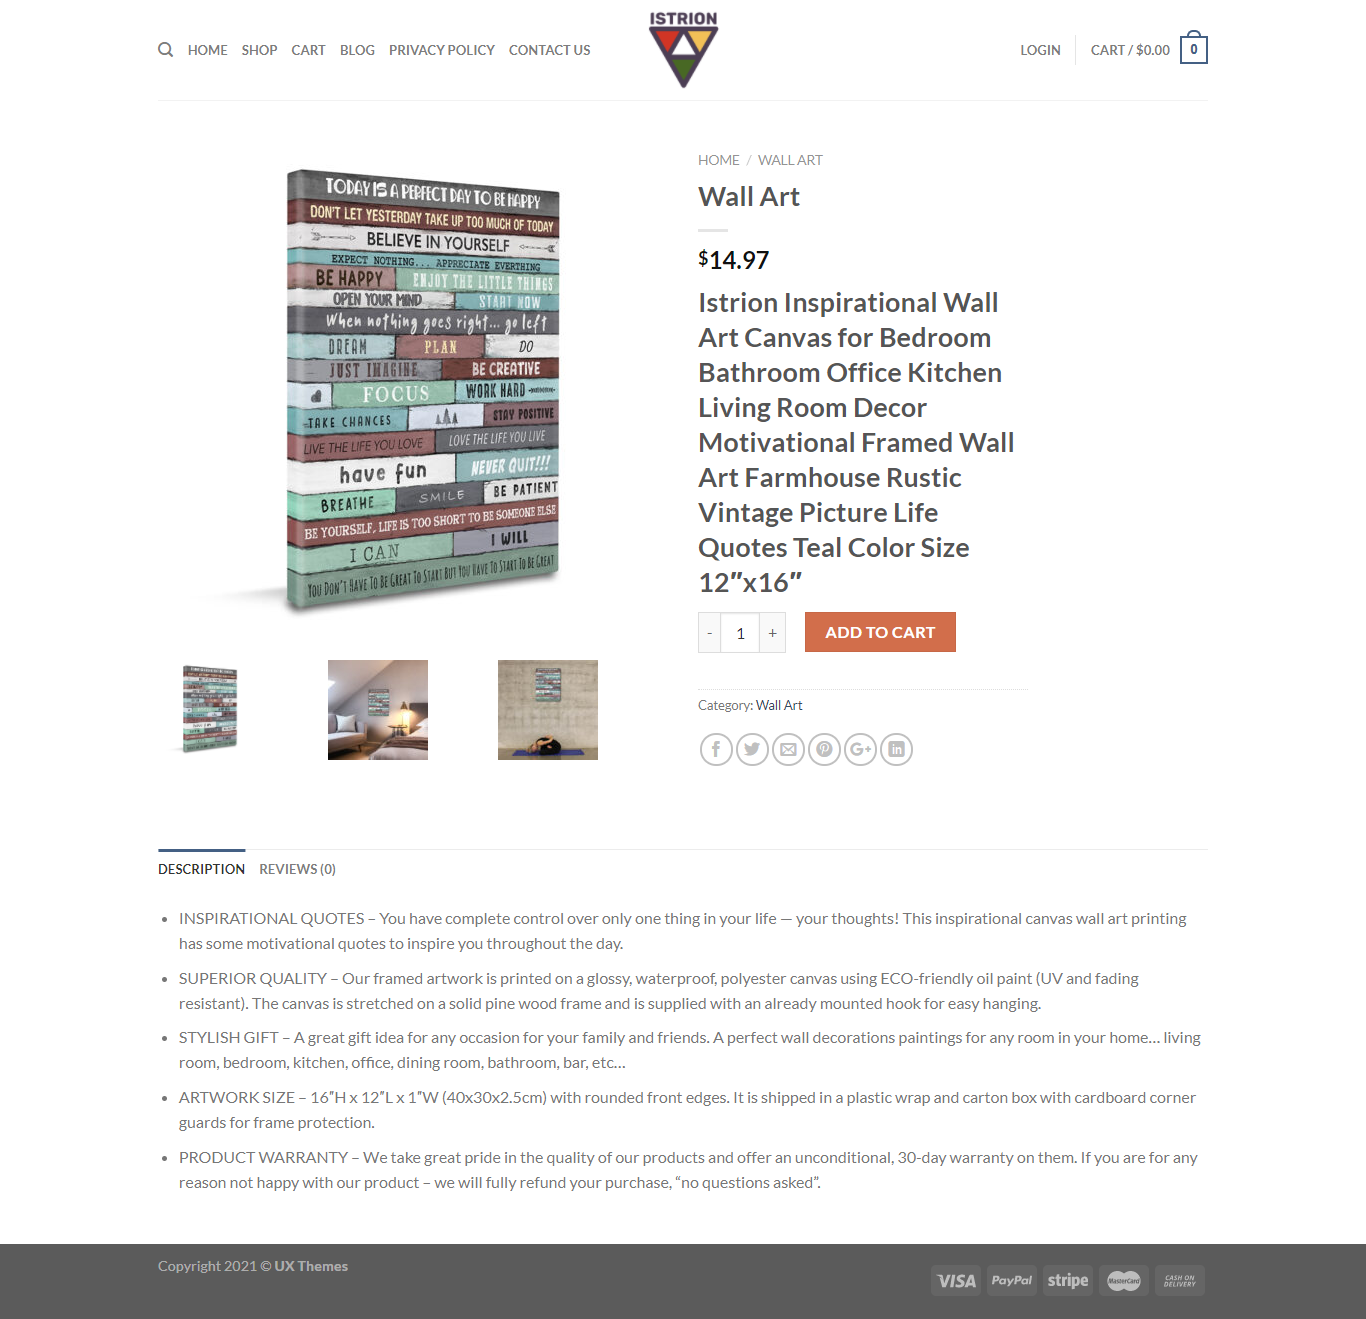 ISTRION
HOME SHOP CART BLOG PRIVACY POLICY CONTACT US
LOGIN CART / $0.00 0
TODAY IS A PERFECT DAY TO BE HAPPY
DON'T LET YESTERDAY TAKE UP TOO MUCH OF TODAY
BELIEVE IN YOURSELF
EXPECT NOTHING... APPRECIATE EVERTHING
BE HAPPY ENJOY THE LITTLE THINGS
OPEN YOUR MIND START NOW
When nothing goes right... go left
DREAM PLAN DO
JUST IMAGINE BE CREATIVE
FOCUS WORK HARD
TAKE CHANCES STAY POSITIVE
LIVE THE LIFE YOU LOVE LOVE THE LIFE YOU LIVE
have fun NEVER QUIT!!!
BREATHE SMILE BE PATIENT
BE YOURSELF, LIFE IS TOO SHORT TO BE SOMEONE ELSE
I CAN I WILL
YOU DON'T HAVE TO BE GREAT TO START BUT YOU HAVE TO START TO BE GREAT
HOME / WALL ART
Wall Art
$14.97
Istrion Inspirational Wall
Art Canvas for Bedroom
Bathroom Office Kitchen
Living Room Decor
Motivational Framed Wall
Art Farmhouse Rustic
Vintage Picture Life
Quotes Teal Color Size
12″x16″
- 1 + ADD TO CART
Category: Wall Art
DESCRIPTION REVIEWS (0)
• INSPIRATIONAL QUOTES – You have complete control over only one thing in your life — your thoughts! This inspirational canvas wall art printing
has some motivational quotes to inspire you throughout the day.
• SUPERIOR QUALITY – Our framed artwork is printed on a glossy, waterproof, polyester canvas using ECO-friendly oil paint (UV and fading
resistant). The canvas is stretched on a solid pine wood frame and is supplied with an already mounted hook for easy hanging.
• STYLISH GIFT – A great gift idea for any occasion for your family and friends. A perfect wall decorations paintings for any room in your home… living
room, bedroom, kitchen, office, dining room, bathroom, bar, etc…
• ARTWORK SIZE – 16″H x 12″L x 1″W (40x30x2.5cm) with rounded front edges. It is shipped in a plastic wrap and carton box with cardboard corner
guards for frame protection.
• PRODUCT WARRANTY – We take great pride in the quality of our products and offer an unconditional, 30-day warranty on them. If you are for any
reason not happy with our product – we will fully refund your purchase, “no questions asked”.
Copyright 2021 © UX Themes
VISA PayPal stripe MasterCard CASH ON DELIVERY